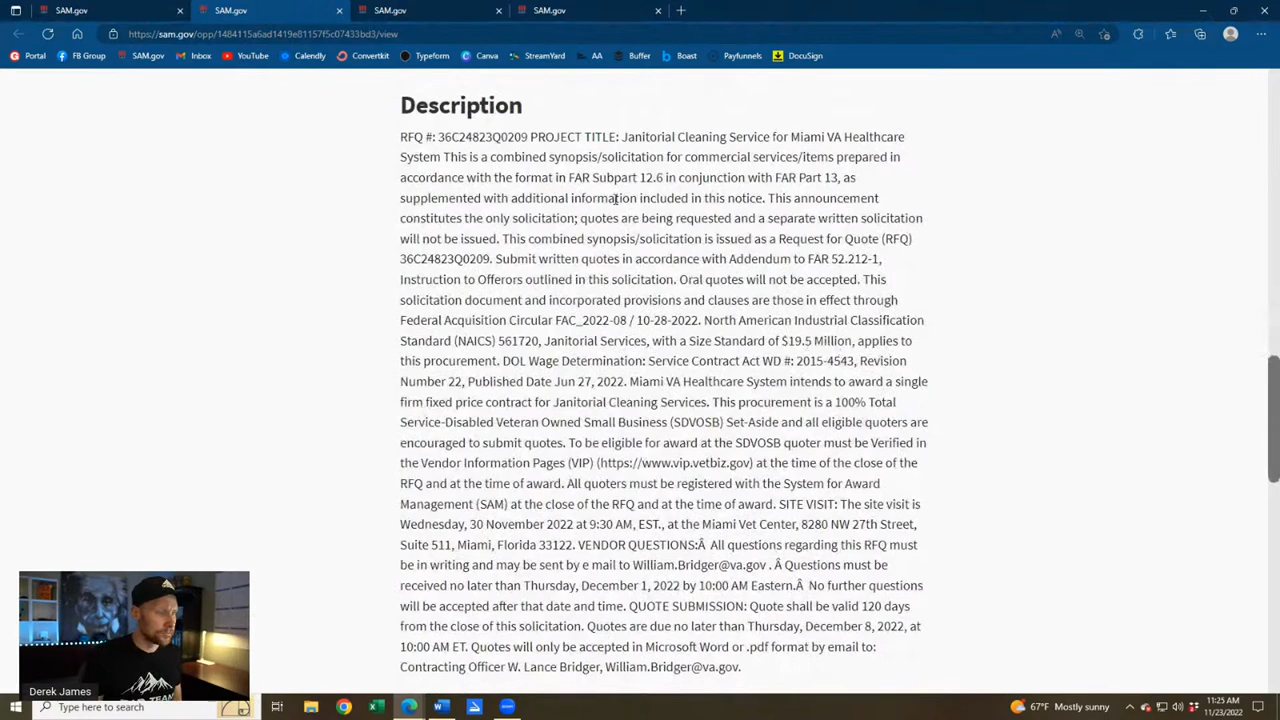 SAM.gov
SAM.gov
SAM.gov
SAM.gov
https://sam.gov/opp/1484115a6ad1419e81157f5c07433bd3/view
Portal FB Group SAM.gov Inbox YouTube Calendly Convertkit Typeform Canva StreamYard AA Buffer Boast Payfunnels DocuSign
Description
RFQ #: 36C24823Q0209 PROJECT TITLE: Janitorial Cleaning Service for Miami VA Healthcare
System This is a combined synopsis/solicitation for commercial services/items prepared in
accordance with the format in FAR Subpart 12.6 in conjunction with FAR Part 13, as
supplemented with additional information included in this notice. This announcement
constitutes the only solicitation; quotes are being requested and a separate written solicitation
will not be issued. This combined synopsis/solicitation is issued as a Request for Quote (RFQ)
36C24823Q0209. Submit written quotes in accordance with Addendum to FAR 52.212-1,
Instruction to Offerors outlined in this solicitation. Oral quotes will not be accepted. This
solicitation document and incorporated provisions and clauses are those in effect through
Federal Acquisition Circular FAC_2022-08 / 10-28-2022. North American Industrial Classification
Standard (NAICS) 561720, Janitorial Services, with a Size Standard of $19.5 Million, applies to
this procurement. DOL Wage Determination: Service Contract Act WD #: 2015-4543, Revision
Number 22, Published Date Jun 27, 2022. Miami VA Healthcare System intends to award a single
firm fixed price contract for Janitorial Cleaning Services. This procurement is a 100% Total
Service-Disabled Veteran Owned Small Business (SDVOSB) Set-Aside and all eligible quoters are
encouraged to submit quotes. To be eligible for award at the SDVOSB quoter must be Verified in
the Vendor Information Pages (VIP) (https://www.vip.vetbiz.gov) at the time of the close of the
RFQ and at the time of award. All quoters must be registered with the System for Award
Management (SAM) at the close of the RFQ and at the time of award. SITE VISIT: The site visit is
Wednesday, 30 November 2022 at 9:30 AM, EST., at the Miami Vet Center, 8280 NW 27th Street,
Suite 511, Miami, Florida 33122. VENDOR QUESTIONS:Â All questions regarding this RFQ must
be in writing and may be sent by e mail to William.Bridger@va.gov . Â Questions must be
received no later than Thursday, December 1, 2022 by 10:00 AM Eastern.Â No further questions
will be accepted after that date and time. QUOTE SUBMISSION: Quote shall be valid 120 days
from the close of this solicitation. Quotes are due no later than Thursday, December 8, 2022, at
10:00 AM ET. Quotes will only be accepted in Microsoft Word or .pdf format by email to:
Contracting Officer W. Lance Bridger, William.Bridger@va.gov.
Derek James
Type here to search
67°F Mostly sunny
11:25 AM
11/23/2022